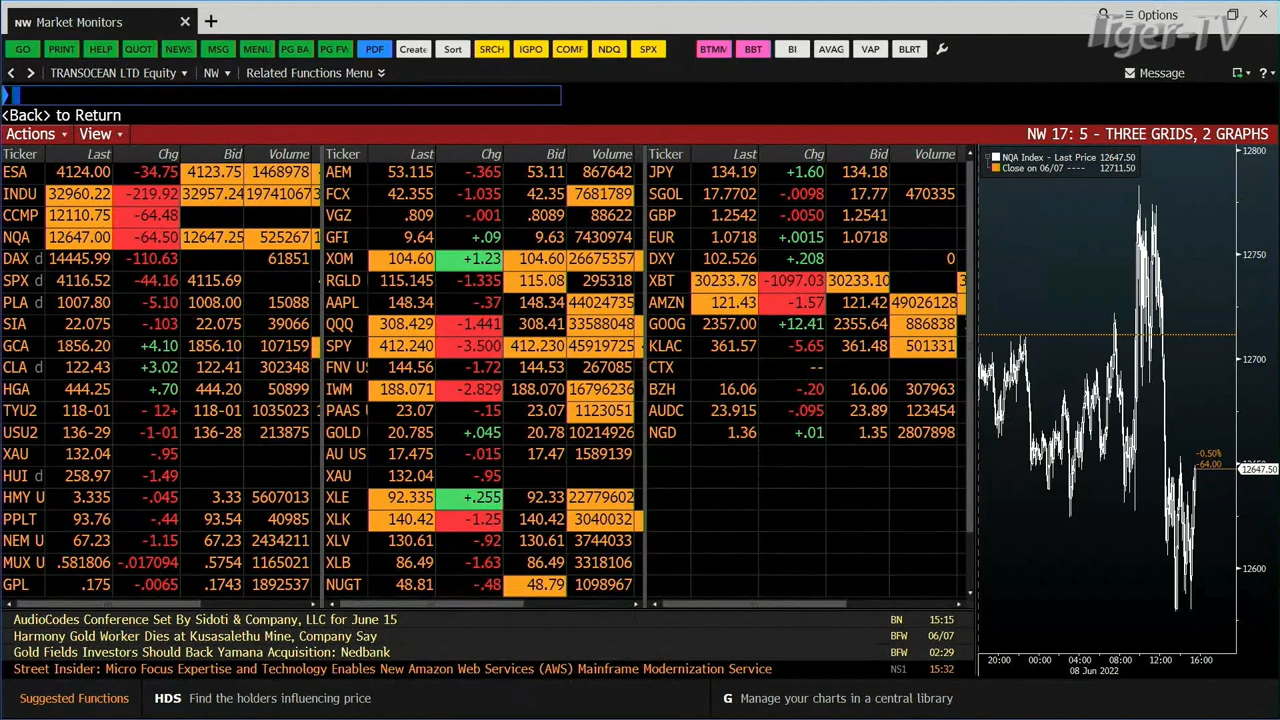 NW Market Monitors × + Options
Tiger-TV
GO PRINT HELP QUOT NEWS MSG MENU PG BA PG FW PDF Create Sort SRCH IGPO COMF NDQ SPX BTMN BBT BI AVAG VAP BLRT
TRANSOCEAN LTD Equity NW Related Functions Menu Message ?
<Back> to Return
Actions View NW 17: 5 - THREE GRIDS, 2 GRAPHS
Ticker Last Chg Bid Volume Ticker Last Chg Bid Volume Ticker Last Chg Bid Volume
ESA 4124.00 -34.75 4123.75 1468978 AEM 53.115 -.365 53.11 867642 JPY 134.19 +1.60 134.18
INDU 32960.22 -219.92 32957.24 197410673 FCX 42.355 -1.035 42.35 7681789 SGOL 17.7702 -.0098 17.77 470335
CCMP 12110.75 -64.48 VGZ .809 -.001 .8089 88622 GBP 1.2542 -.0050 1.2541
NQA 12647.00 -64.50 12647.25 525267 GFI 9.64 +.09 9.63 7430974 EUR 1.0718 +.0015 1.0718
DAX d 14445.99 -110.63 61851 XOM 104.60 +1.23 104.60 26675357 DXY 102.526 +.208 0
SPX d 4116.52 -44.16 4115.69 RGLD 115.145 -1.335 115.08 295318 XBT 30233.78 -1097.03 30233.10
PLA d 1007.80 -5.10 1008.00 15088 AAPL 148.34 -.37 148.34 44024735 AMZN 121.43 -1.57 121.42 49026128
SIA 22.075 -.103 22.075 39066 QQQ 308.429 -1.441 308.41 33588048 GOOG 2357.00 +12.41 2355.64 886838
GCA 1856.20 +4.10 1856.10 107159 SPY 412.240 -3.500 412.230 45919725 KLAC 361.57 -5.65 361.48 501331
CLA d 122.43 +3.02 122.41 302348 FNV US 144.56 -1.72 144.53 267085 CTX --
HGA 444.25 +.70 444.20 50899 IWM 188.071 -2.829 188.070 16796236 BZH 16.06 -.20 16.06 307963
TYU2 118-01 - 12+ 118-01 1035023 PAAS U 23.07 -.15 23.07 1123051 AUDC 23.915 -.095 23.89 123454
USU2 136-29 -1-01 136-28 213875 GOLD 20.785 +.045 20.78 10214926 NGD 1.36 +.01 1.35 2807898
XAU 132.04 -.95 AU US 17.475 -.015 17.47 1589139
HUI d 258.97 -1.49 XAU 132.04 -.95
HMY U 3.335 -.045 3.33 5607013 XLE 92.335 +.255 92.33 22779602
PPLT 93.76 -.44 93.54 40985 XLK 140.42 -1.25 140.42 3040032
NEM U 67.23 -1.15 67.23 2434211 XLV 130.61 -.92 130.61 3744033
MUX U .581806 -.017094 .5754 1165021 XLB 86.49 -1.63 86.49 3318106
GPL .175 -.0065 .1743 1892537 NUGT 48.81 -.48 48.79 1098967
NQA Index - Last Price 12647.50
Close on 06/07 ---- 12711.50
12800
12750
12700
-0.50%
-64.00
12647.50
12600
20:00 00:00 04:00 08:00 12:00 16:00
08 Jun 2022
AudioCodes Conference Set By Sidoti & Company, LLC for June 15 BN 15:15
Harmony Gold Worker Dies at Kusasalethu Mine, Company Say BFW 06/07
Gold Fields Investors Should Back Yamana Acquisition: Nedbank BFW 02:29
Street Insider: Micro Focus Expertise and Technology Enables New Amazon Web Services (AWS) Mainframe Modernization Service NS1 15:32
Suggested Functions HDS Find the holders influencing price G Manage your charts in a central library